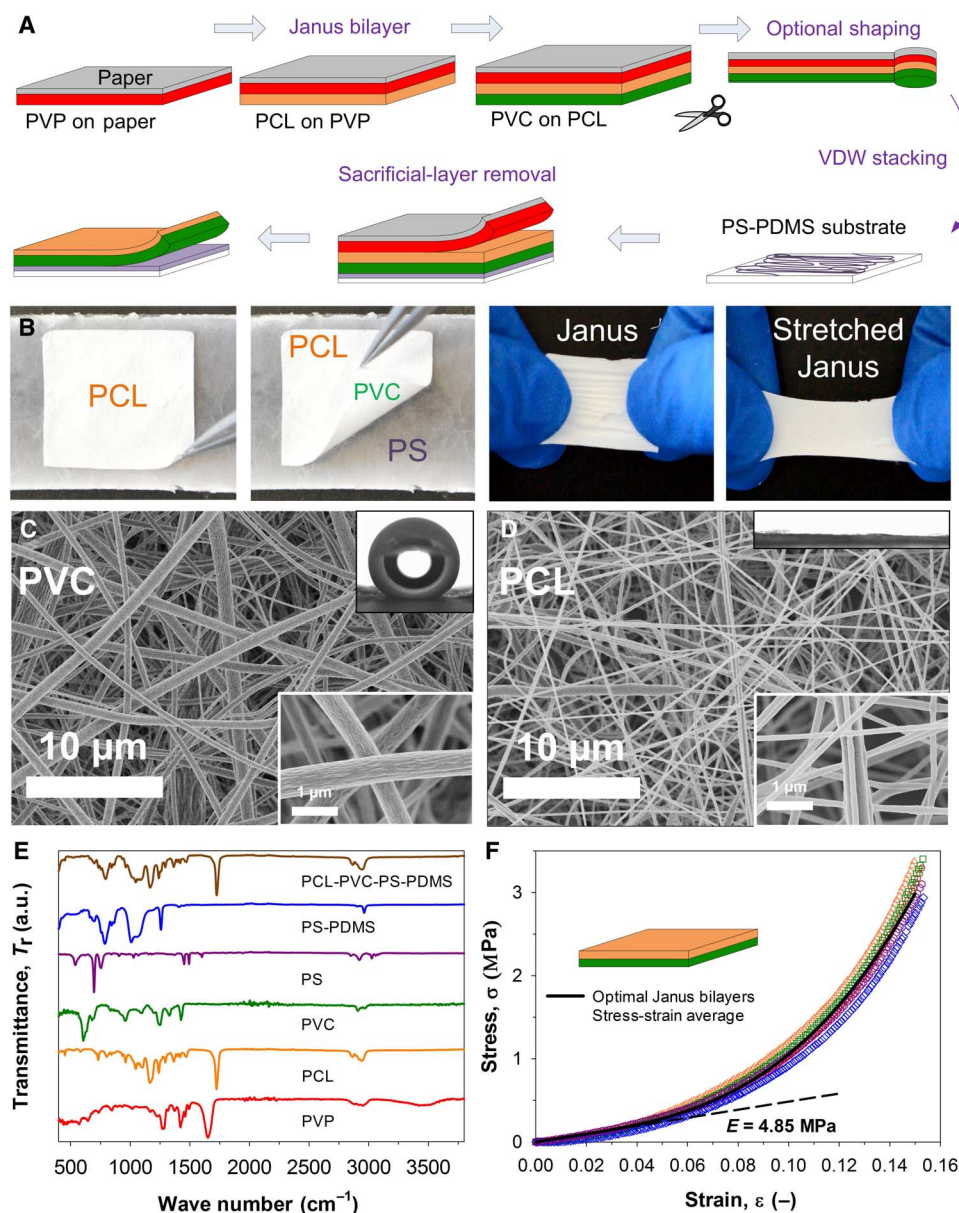 A
Janus bilayer
Optional shaping
Paper
PVP on paper
PCL on PVP
PVC on PCL
VDW stacking
Sacrificial-layer removal
PS-PDMS substrate
B
PCL
PCL
PVC
PS
Janus
Stretched
Janus
C
PVC
10 µm
1 µm
D
PCL
10 µm
1 µm
E
Transmittance, Tr (a.u.)
PCL-PVC-PS-PDMS
PS-PDMS
PS
PVC
PCL
PVP
500 1000 1500 2000 2500 3000 3500
Wave number (cm⁻¹)
F
Stress, σ (MPa)
3
2
1
0
Optimal Janus bilayers
Stress-strain average
E = 4.85 MPa
0.00 0.02 0.04 0.06 0.08 0.10 0.12 0.14 0.16
Strain, ε (–)